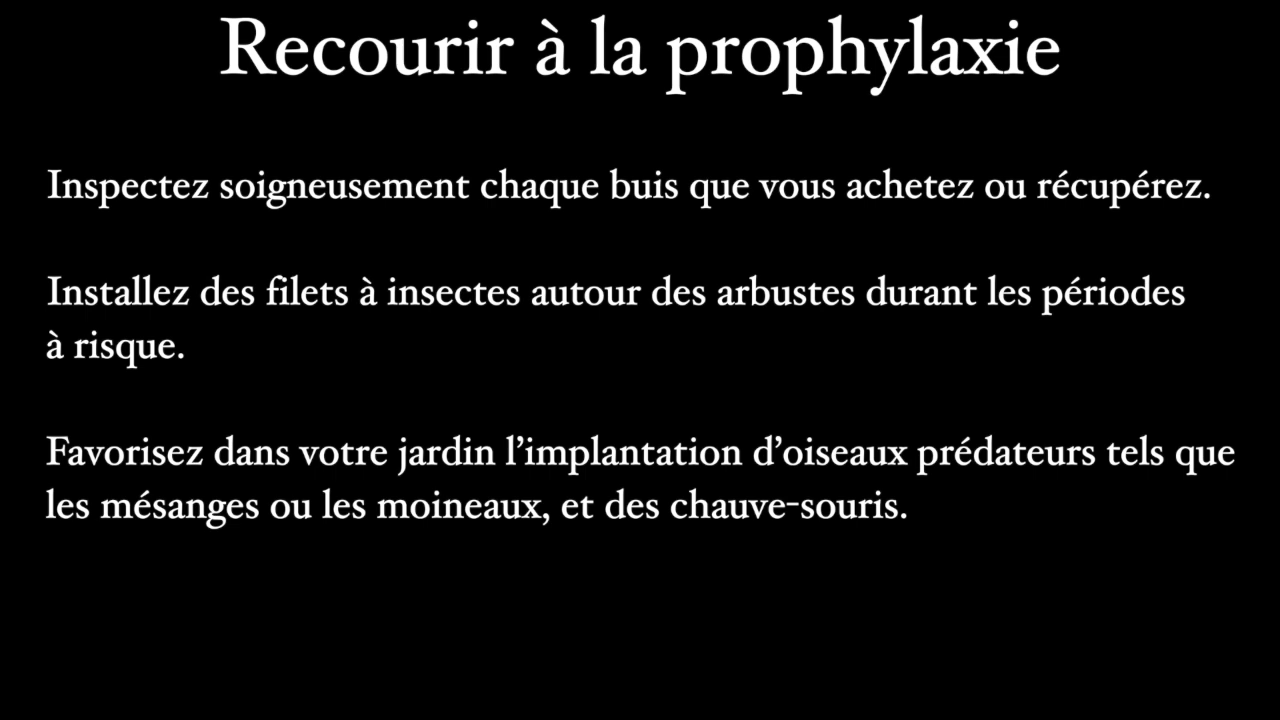 Recourir à la prophylaxie
Inspectez soigneusement chaque buis que vous achetez ou récupérez.
Installez des filets à insectes autour des arbustes durant les périodes
à risque.
Favorisez dans votre jardin l’implantation d’oiseaux prédateurs tels que
les mésanges ou les moineaux, et des chauve-souris.